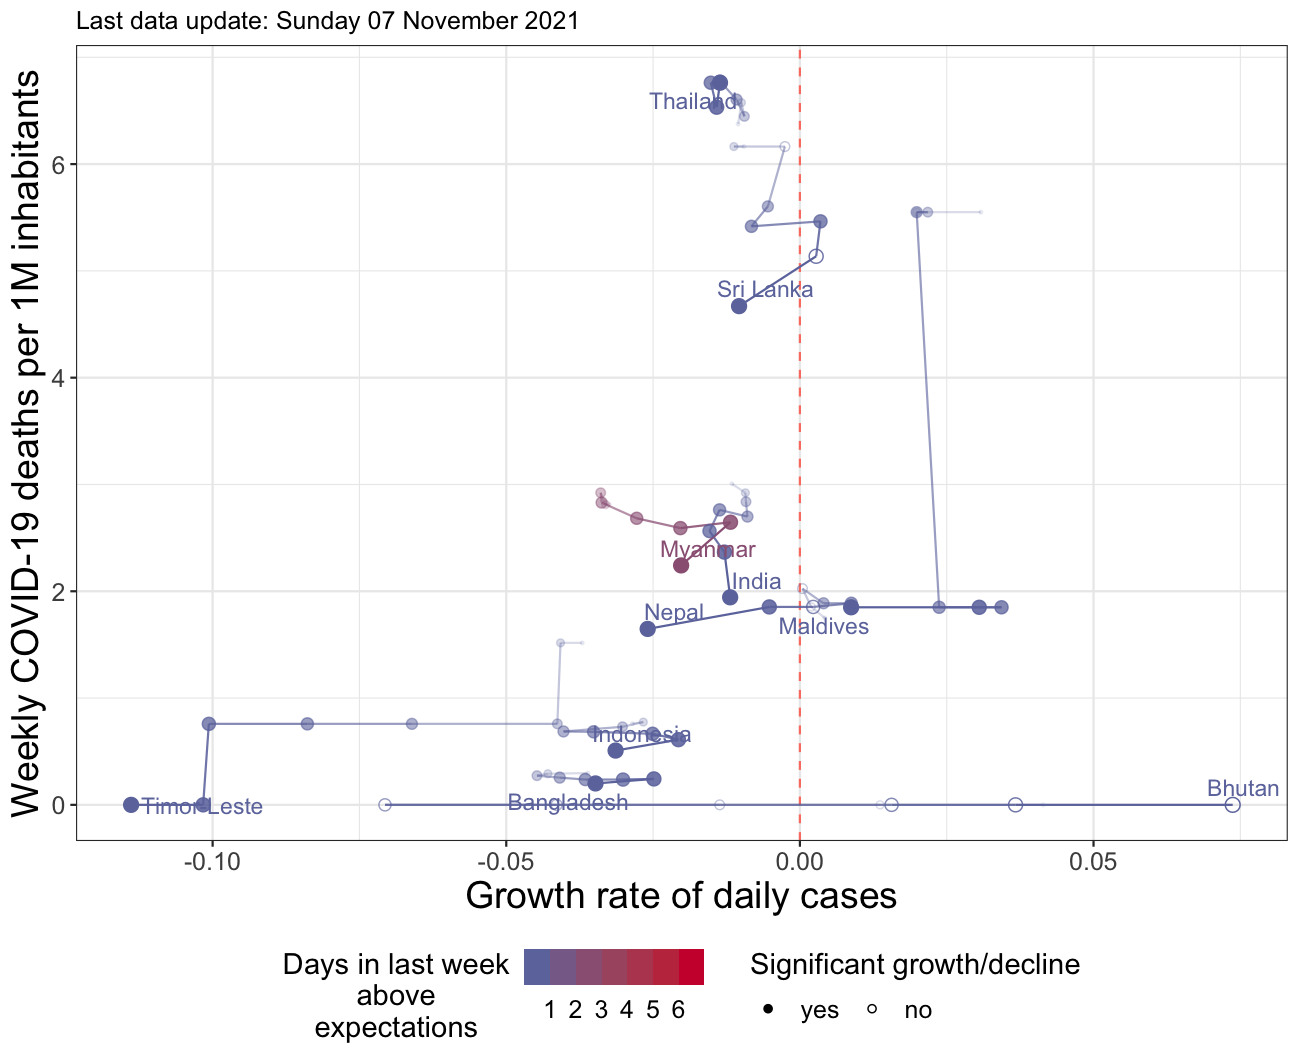 Last data update: Sunday 07 November 2021
Weekly COVID-19 deaths per 1M inhabitants
6
4
2
0
Thailand
Sri Lanka
Myanmar
India
Nepal
Maldives
Indonesia
Bangladesh
Timor Leste
Bhutan
-0.10
-0.05
0.00
0.05
Growth rate of daily cases
Days in last week
above
expectations
1 2 3 4 5 6
Significant growth/decline
yes
no